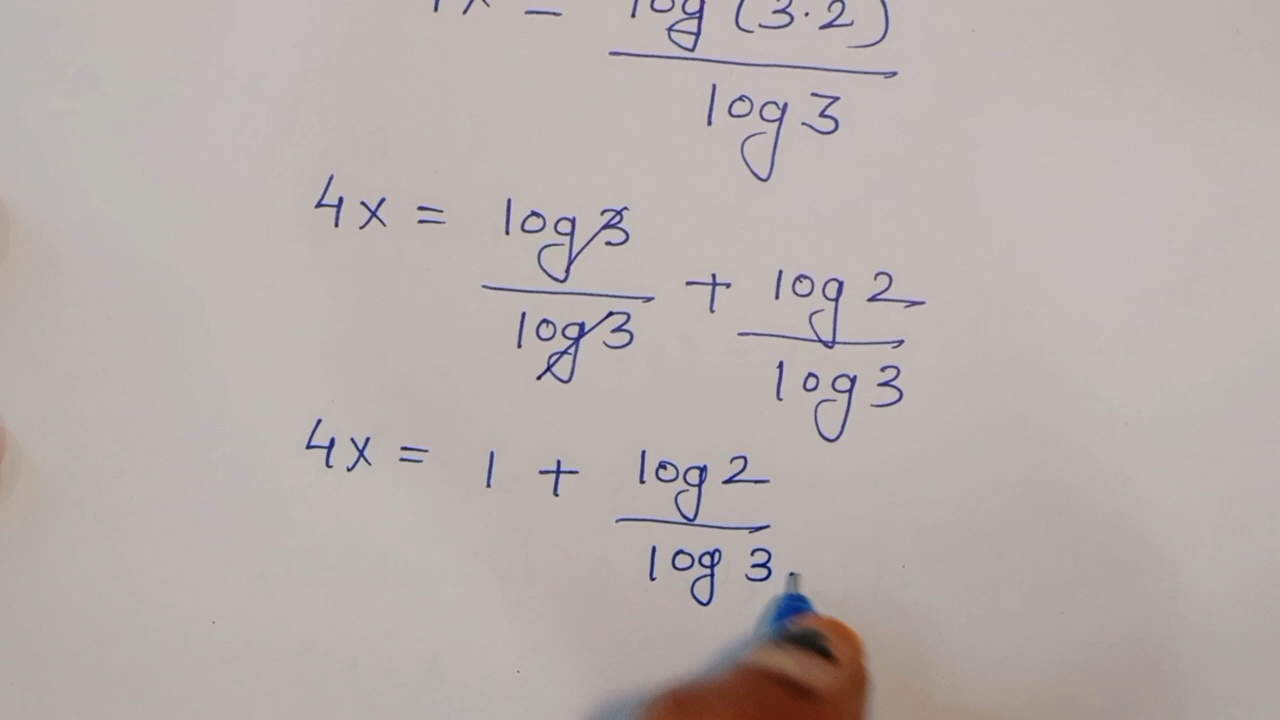 4x = log (3.2)
log 3
4x = log 3 + log 2
log 3 log 3
4x = 1 + log 2
log 3